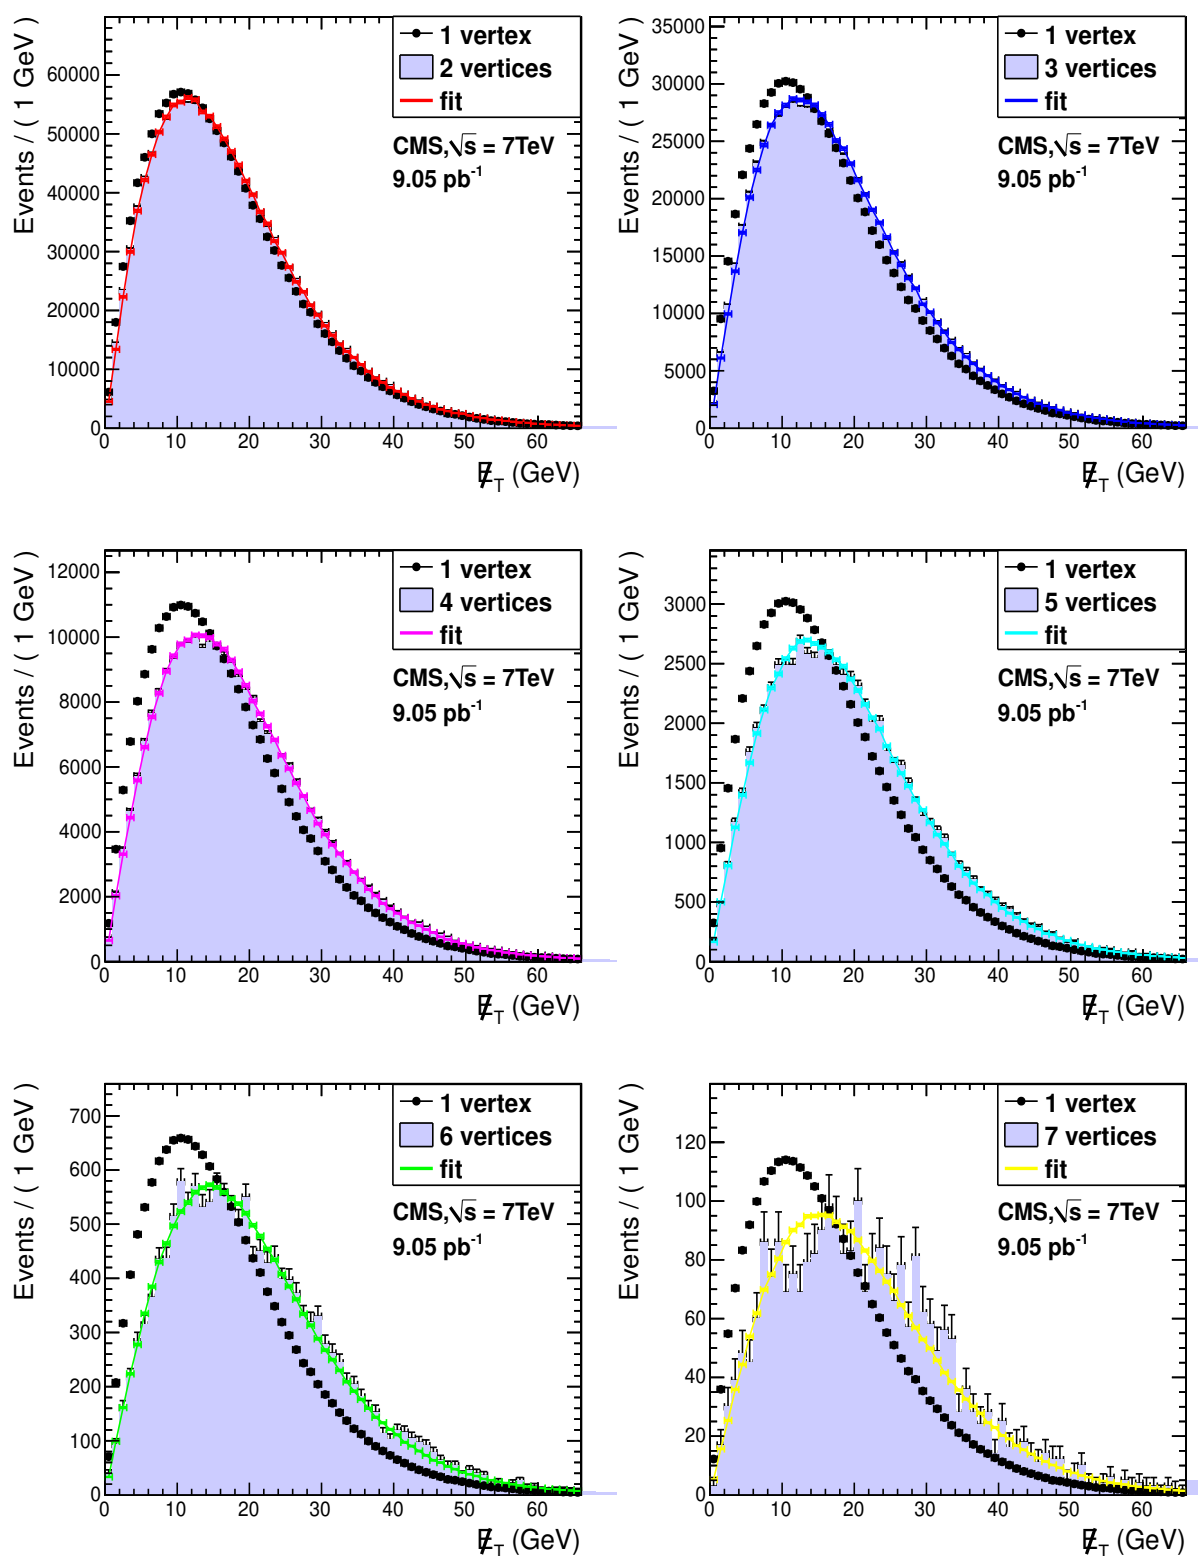 Events / ( 1 GeV )
60000
50000
40000
30000
20000
10000
0
1 vertex
2 vertices
fit
CMS,√s = 7TeV
9.05 pb⁻¹
0 10 20 30 40 50 60
E̸_T (GeV)
Events / ( 1 GeV )
35000
30000
25000
20000
15000
10000
5000
0
1 vertex
3 vertices
fit
CMS,√s = 7TeV
9.05 pb⁻¹
0 10 20 30 40 50 60
E̸_T (GeV)
Events / ( 1 GeV )
12000
10000
8000
6000
4000
2000
0
1 vertex
4 vertices
fit
CMS,√s = 7TeV
9.05 pb⁻¹
0 10 20 30 40 50 60
E̸_T (GeV)
Events / ( 1 GeV )
3000
2500
2000
1500
1000
500
0
1 vertex
5 vertices
fit
CMS,√s = 7TeV
9.05 pb⁻¹
0 10 20 30 40 50 60
E̸_T (GeV)
Events / ( 1 GeV )
700
600
500
400
300
200
100
0
1 vertex
6 vertices
fit
CMS,√s = 7TeV
9.05 pb⁻¹
0 10 20 30 40 50 60
E̸_T (GeV)
Events / ( 1 GeV )
120
100
80
60
40
20
0
1 vertex
7 vertices
fit
CMS,√s = 7TeV
9.05 pb⁻¹
0 10 20 30 40 50 60
E̸_T (GeV)